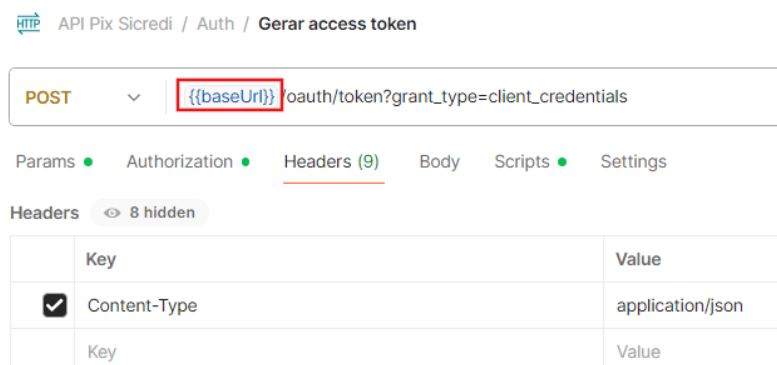 HTTP API Pix Sicredi / Auth / Gerar access token
POST {{baseUrl}} /oauth/token?grant_type=client_credentials
Params Authorization Headers (9) Body Scripts Settings
Headers 8 hidden
Key Value
Content-Type application/json
Key Value